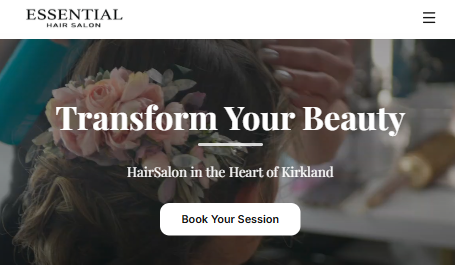 ESSENTIAL
HAIR SALON
Transform Your Beauty
HairSalon in the Heart of Kirkland
Book Your Session